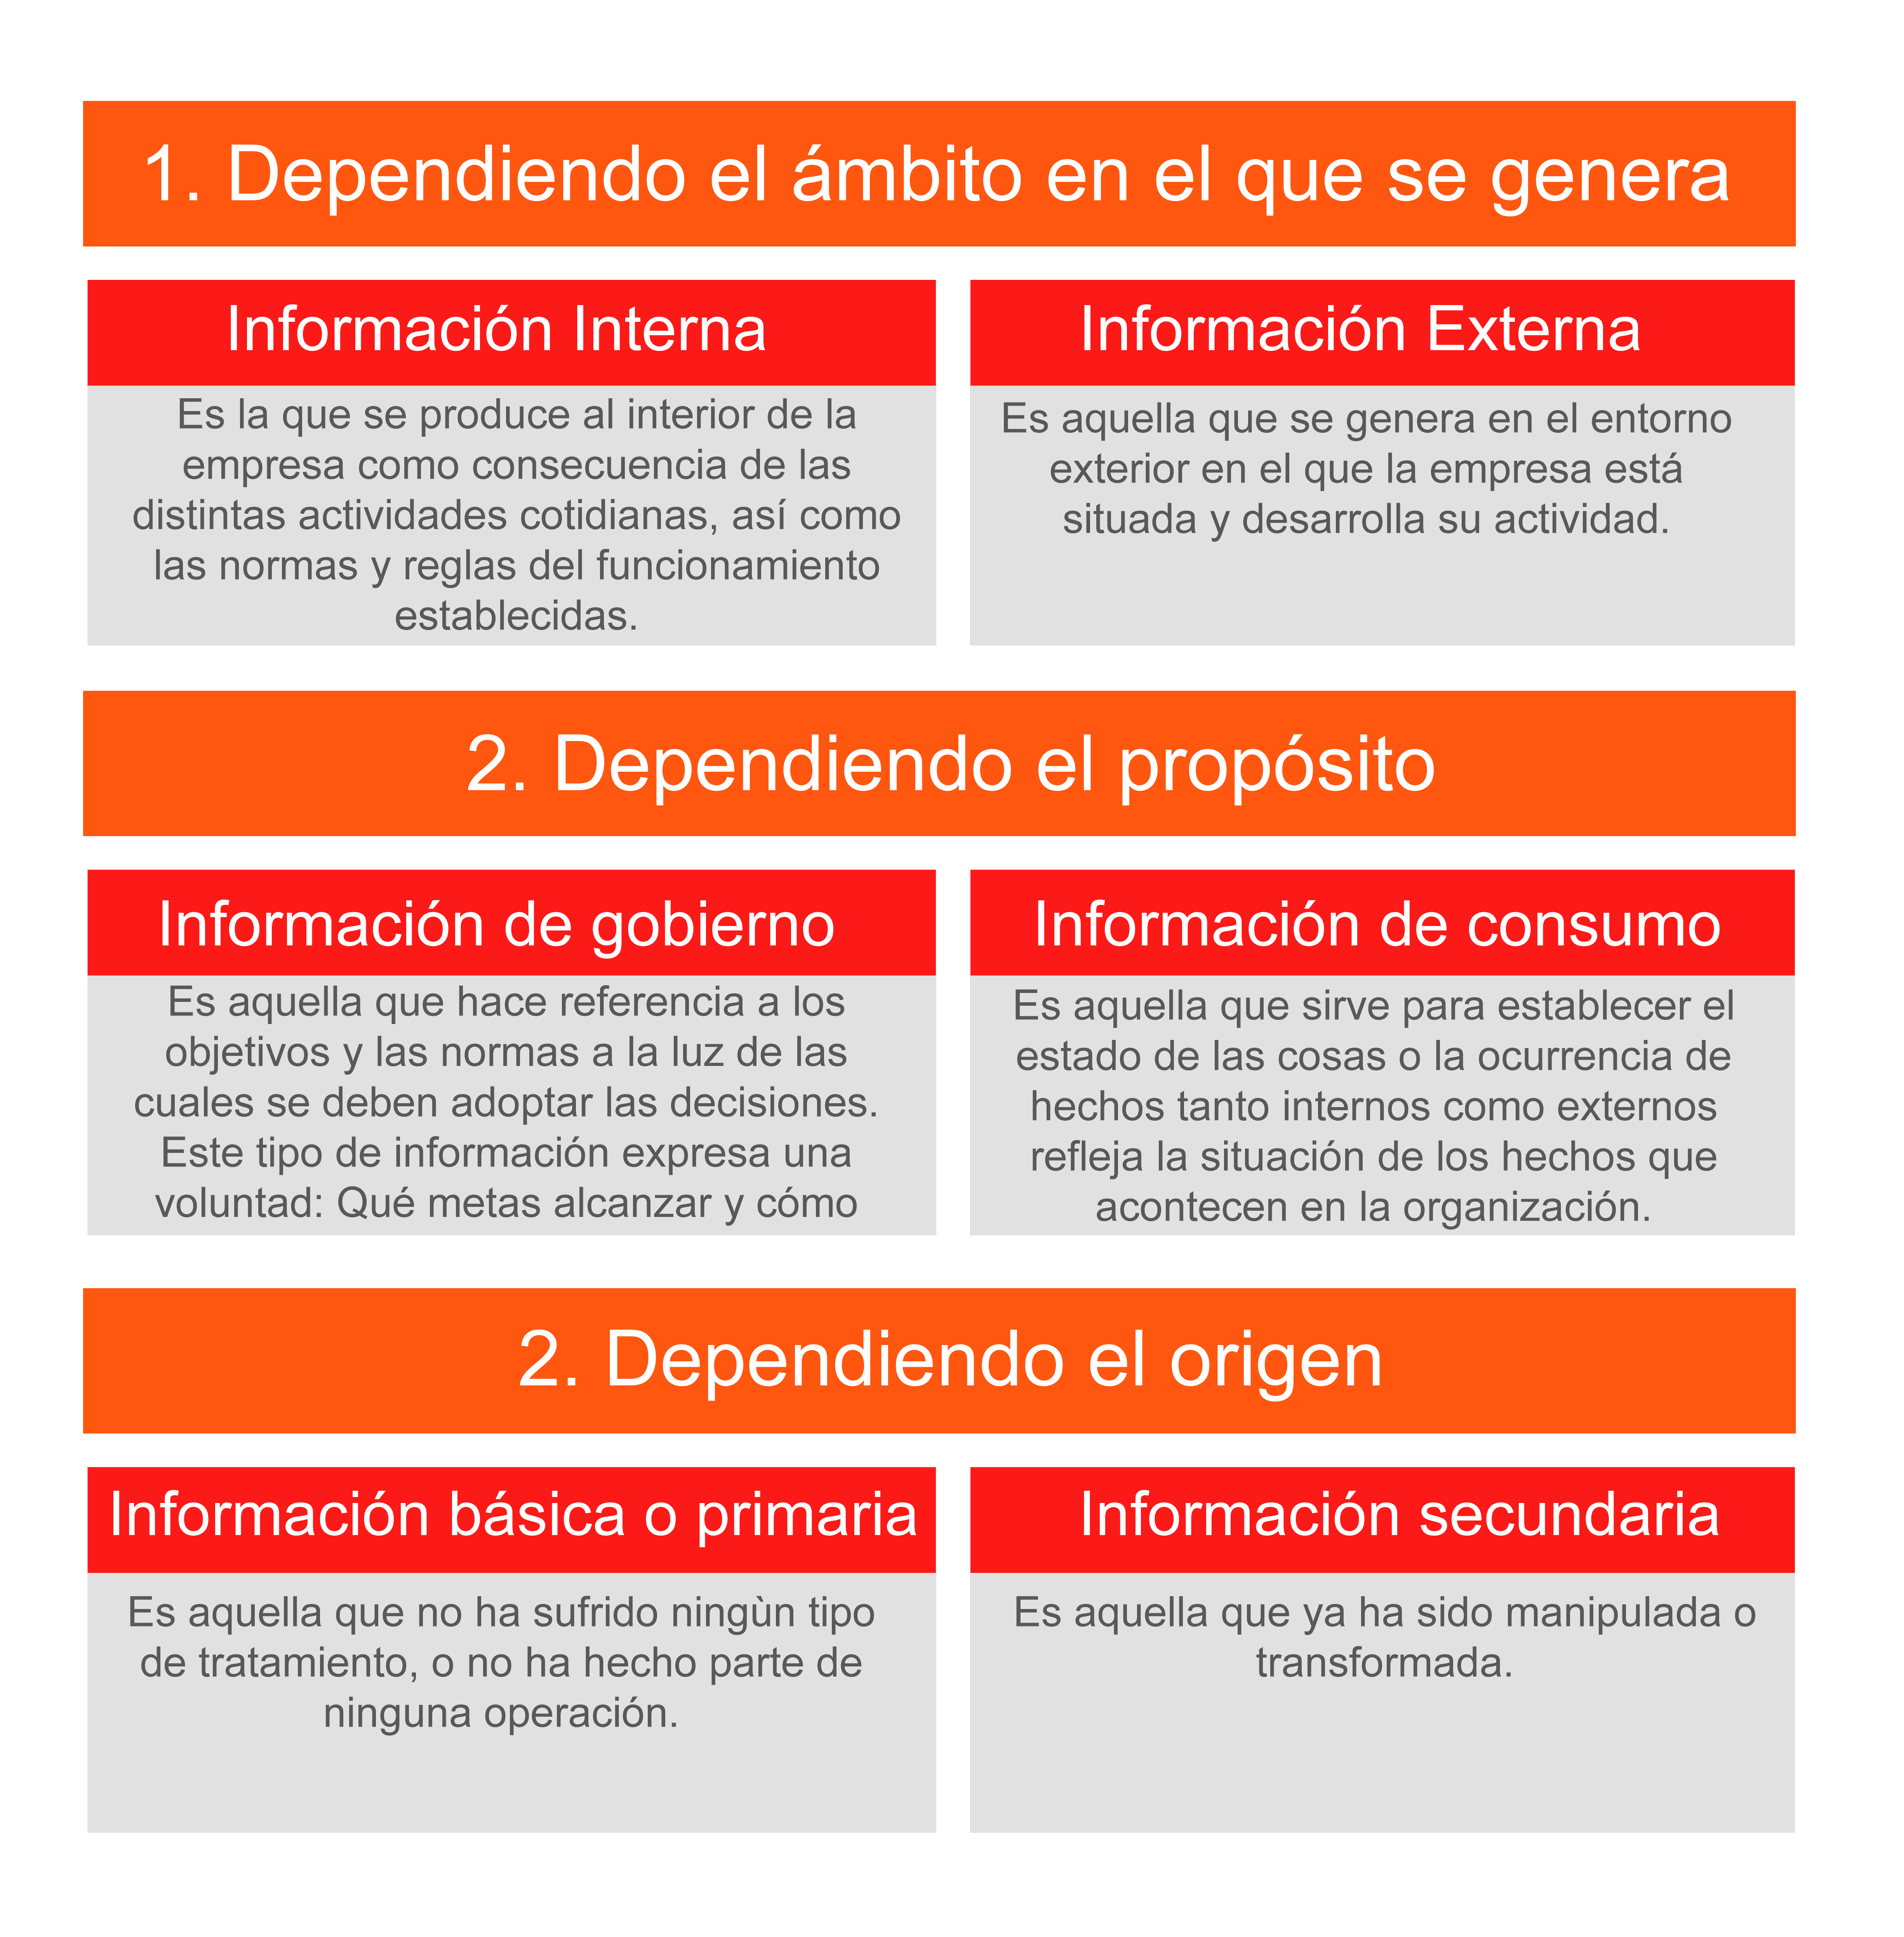 1. Dependiendo el ámbito en el que se genera
Información Interna
Es la que se produce al interior de la
empresa como consecuencia de las
distintas actividades cotidianas, así como
las normas y reglas del funcionamiento
establecidas.
Información Externa
Es aquella que se genera en el entorno
exterior en el que la empresa está
situada y desarrolla su actividad.
2. Dependiendo el propósito
Información de gobierno
Es aquella que hace referencia a los
objetivos y las normas a la luz de las
cuales se deben adoptar las decisiones.
Este tipo de información expresa una
voluntad: Qué metas alcanzar y cómo
Información de consumo
Es aquella que sirve para establecer el
estado de las cosas o la ocurrencia de
hechos tanto internos como externos
refleja la situación de los hechos que
acontecen en la organización.
2. Dependiendo el origen
Información básica o primaria
Es aquella que no ha sufrido ningùn tipo
de tratamiento, o no ha hecho parte de
ninguna operación.
Información secundaria
Es aquella que ya ha sido manipulada o
transformada.